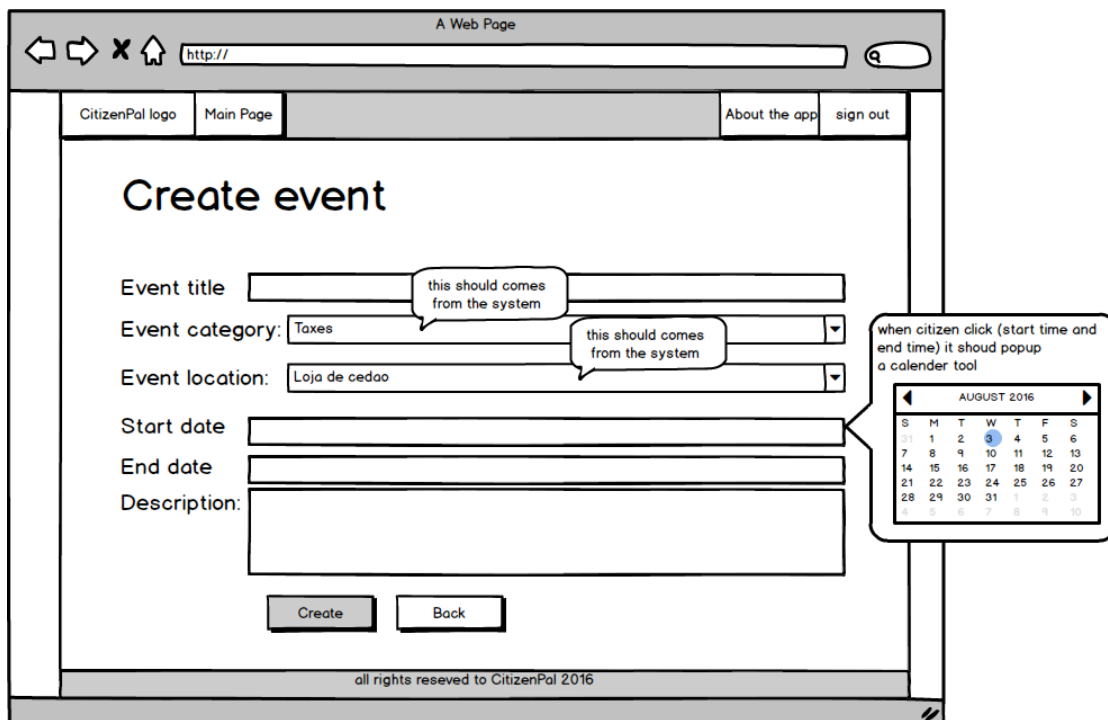 A Web Page
http://
CitizenPal logo Main Page About the app sign out
Create event
Event title
this should comes
from the system
Event category: Taxes
this should comes
from the system
Event location: Loja de cedao
Start date
End date
Description:
when citizen click (start time and
end time) it shoud popup
a calender tool
AUGUST 2016
S M T W T F S
31 1 2 3 4 5 6
7 8 9 10 11 12 13
14 15 16 17 18 19 20
21 22 23 24 25 26 27
28 29 30 31 1 2 3
4 5 6 7 8 9 10
Create Back
all rights reseved to CitizenPal 2016